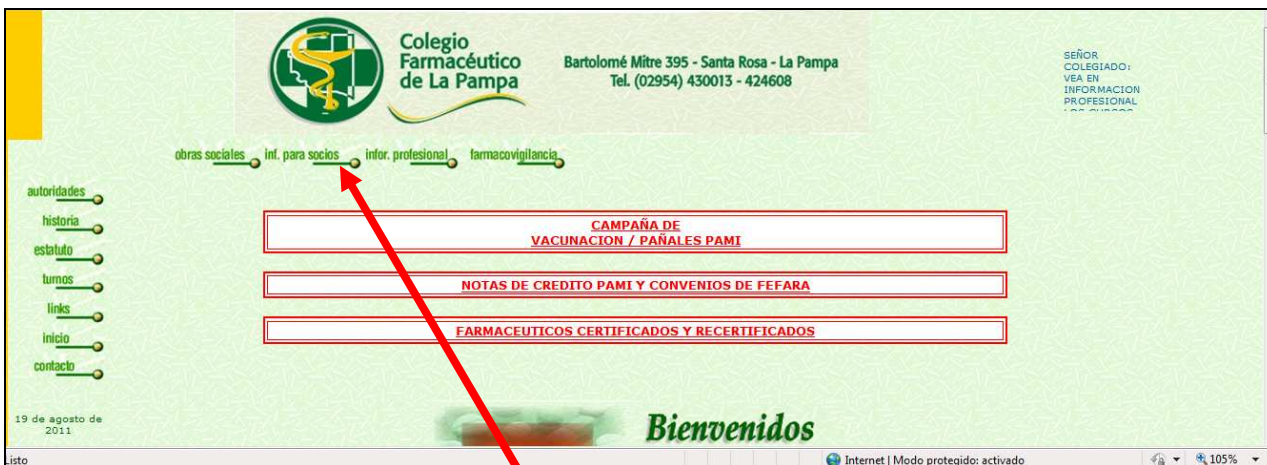 Colegio
Farmacéutico
de La Pampa
Bartolomé Mitre 395 - Santa Rosa - La Pampa
Tel. (02954) 430013 - 424608
SEÑOR
COLEGIADO:
VEA EN
INFORMACION
PROFESIONAL
LOS CURSOS
obras sociales inf. para socios infor. profesional farmacovigilancia
autoridades
historia
estatuto
turnos
links
inicio
contacto
CAMPAÑA DE
VACUNACION / PAÑALES PAMI
NOTAS DE CREDITO PAMI Y CONVENIOS DE FEFARA
FARMACEUTICOS CERTIFICADOS Y RECERTIFICADOS
19 de agosto de
2011
Bienvenidos
Listo Internet | Modo protegido: activado 105%